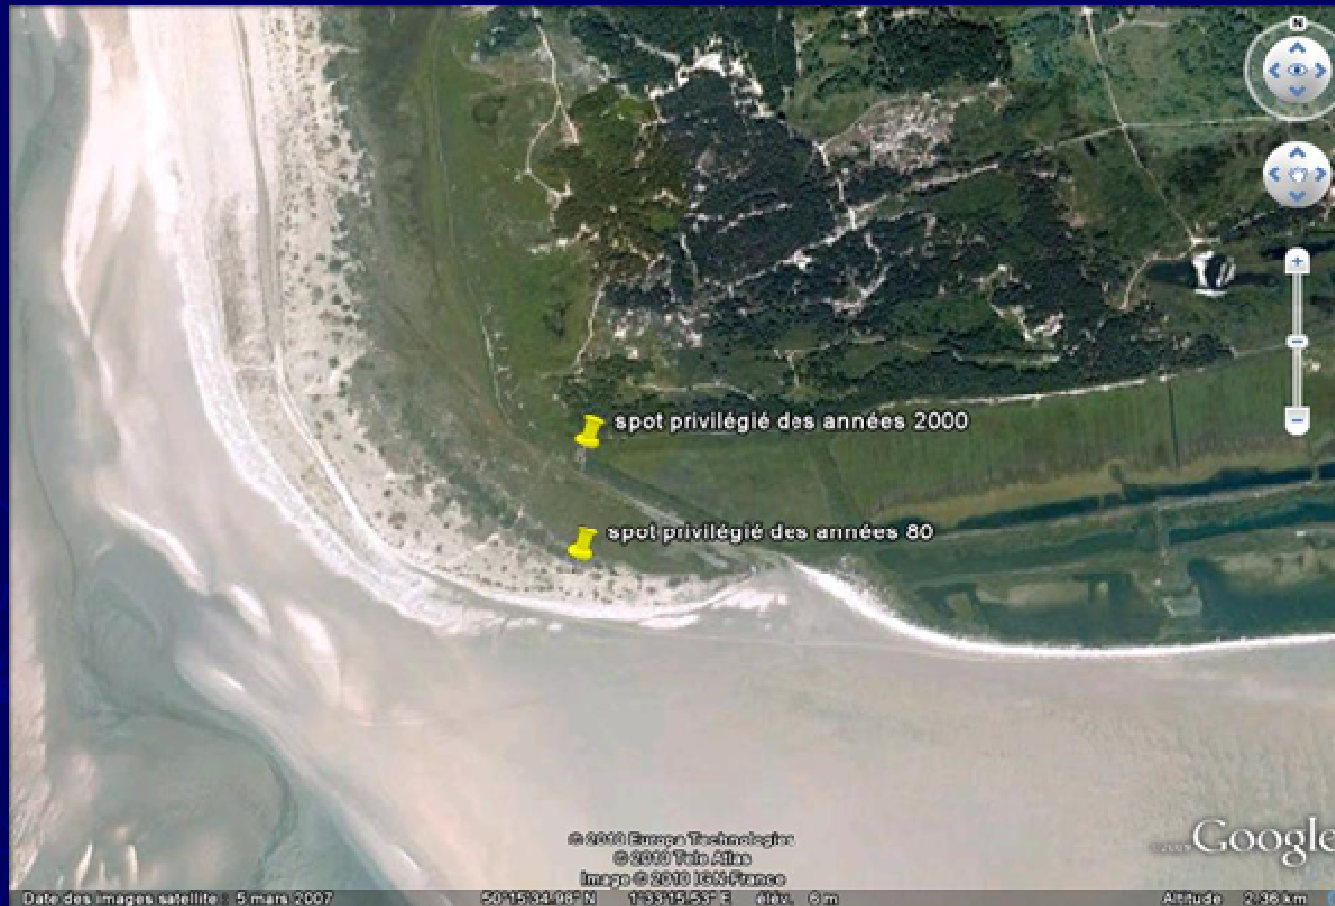 N
spot privilégié des années 2000
spot privilégié des années 80
© 2010 Europa Technologies
© 2010 Tele Atlas
Image © 2010 IGN France
Google
Date des images satellite : 5 mars 2007 50°15'34.98" N 1°33'15.53" E élév. 6 m Altitude 2.36 km